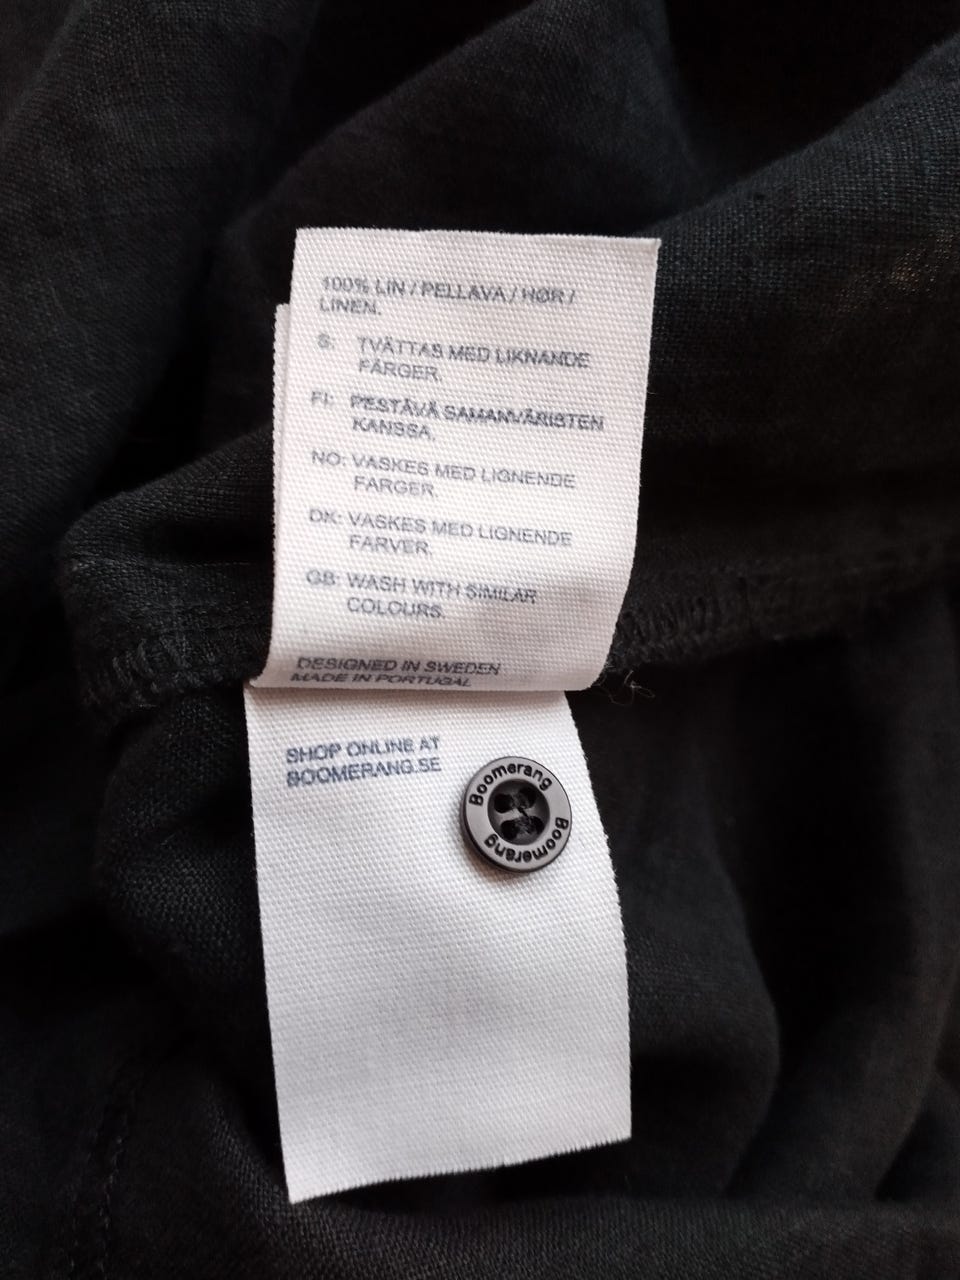 100% LIN / PELLAVA / HØR /
LINEN.
S: TVÄTTAS MED LIKNANDE
FÄRGER.
FI: PESTÄVÄ SAMANVÄRISTEN
KANSSA.
NO: VASKES MED LIGNENDE
FARGER.
DK: VASKES MED LIGNENDE
FARVER.
GB: WASH WITH SIMILAR
COLOURS.
DESIGNED IN SWEDEN
MADE IN PORTUGAL
SHOP ONLINE AT
BOOMERANG.SE
Boomerang
Boomerang